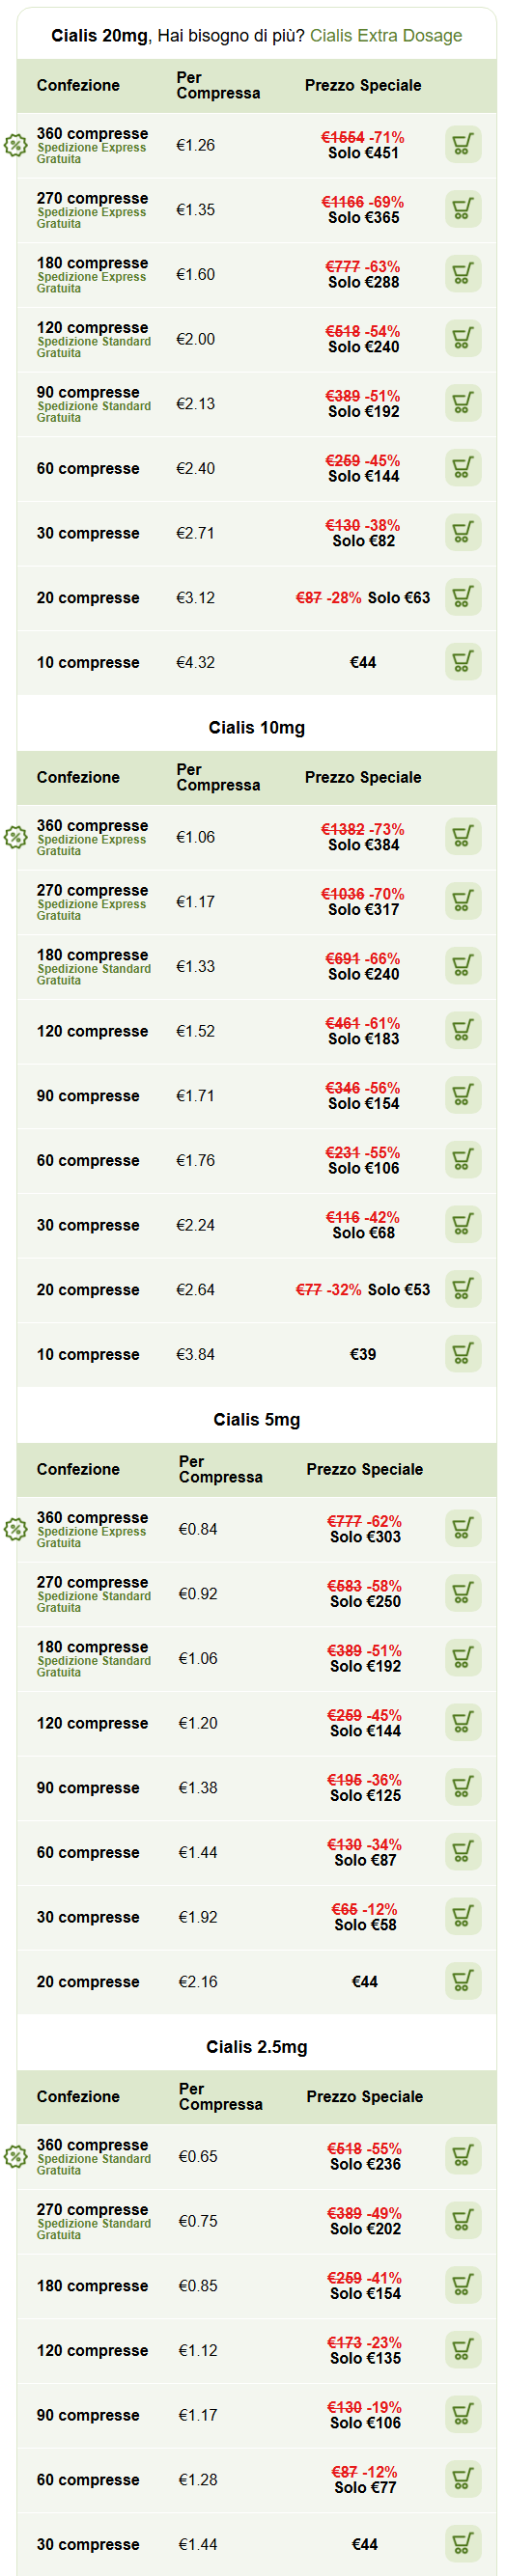 Cialis 20mg, Hai bisogno di più? Cialis Extra Dosage
Confezione
Per
Compressa
Prezzo Speciale
360 compresse
Spedizione Express
Gratuita
€1.26
€1554 -71%
Solo €451
270 compresse
Spedizione Express
Gratuita
€1.35
€1166 -69%
Solo €365
180 compresse
Spedizione Express
Gratuita
€1.60
€777 -63%
Solo €288
120 compresse
Spedizione Standard
Gratuita
€2.00
€518 -54%
Solo €240
90 compresse
Spedizione Standard
Gratuita
€2.13
€389 -51%
Solo €192
60 compresse
€2.40
€259 -45%
Solo €144
30 compresse
€2.71
€130 -38%
Solo €82
20 compresse
€3.12
€87 -28% Solo €63
10 compresse
€4.32
€44
Cialis 10mg
Confezione
Per
Compressa
Prezzo Speciale
360 compresse
Spedizione Express
Gratuita
€1.06
€1382 -73%
Solo €384
270 compresse
Spedizione Express
Gratuita
€1.17
€1036 -70%
Solo €317
180 compresse
Spedizione Standard
Gratuita
€1.33
€691 -66%
Solo €240
120 compresse
€1.52
€461 -61%
Solo €183
90 compresse
€1.71
€346 -56%
Solo €154
60 compresse
€1.76
€231 -55%
Solo €106
30 compresse
€2.24
€116 -42%
Solo €68
20 compresse
€2.64
€77 -32% Solo €53
10 compresse
€3.84
€39
Cialis 5mg
Confezione
Per
Compressa
Prezzo Speciale
360 compresse
Spedizione Express
Gratuita
€0.84
€777 -62%
Solo €303
270 compresse
Spedizione Standard
Gratuita
€0.92
€583 -58%
Solo €250
180 compresse
Spedizione Standard
Gratuita
€1.06
€389 -51%
Solo €192
120 compresse
€1.20
€259 -45%
Solo €144
90 compresse
€1.38
€195 -36%
Solo €125
60 compresse
€1.44
€130 -34%
Solo €87
30 compresse
€1.92
€65 -12%
Solo €58
20 compresse
€2.16
€44
Cialis 2.5mg
Confezione
Per
Compressa
Prezzo Speciale
360 compresse
Spedizione Standard
Gratuita
€0.65
€518 -55%
Solo €236
270 compresse
Spedizione Standard
Gratuita
€0.75
€389 -49%
Solo €202
180 compresse
€0.85
€259 -41%
Solo €154
120 compresse
€1.12
€173 -23%
Solo €135
90 compresse
€1.17
€130 -19%
Solo €106
60 compresse
€1.28
€87 -12%
Solo €77
30 compresse
€1.44
€44